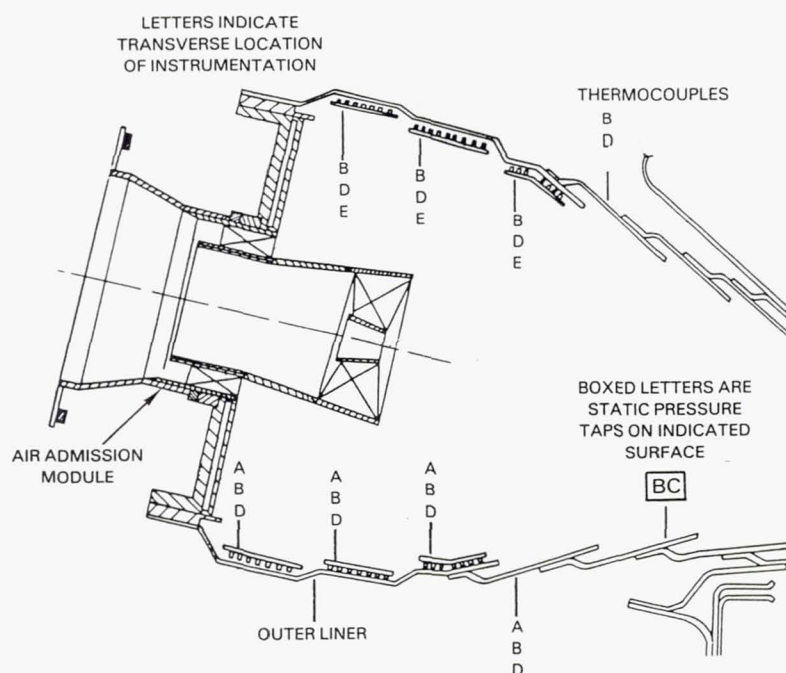 LETTERS INDICATE
TRANSVERSE LOCATION
OF INSTRUMENTATION
THERMOCOUPLES
B
D
B
D
E
B
D
E
B
D
E
BOXED LETTERS ARE
STATIC PRESSURE
TAPS ON INDICATED
SURFACE
BC
AIR ADMISSION
MODULE
A
B
D
A
B
D
A
B
D
OUTER LINER
A
B
D